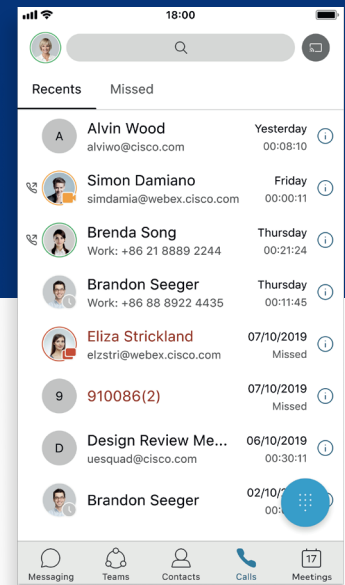 18:00
Recents Missed
A Alvin Wood Yesterday
alviwo@cisco.com 00:08:10
Simon Damiano Friday
simdamia@webex.cisco.com 00:00:11
Brenda Song Thursday
Work: +86 21 8889 2244 00:21:24
Brandon Seeger Thursday
Work: +86 88 8922 4435 00:11:45
Eliza Strickland 07/10/2019
elzstri@webex.cisco.com Missed
9 910086(2) 07/10/2019
Missed
D Design Review Me... 06/10/2019
uesquad@cisco.com 00:30:11
Brandon Seeger 02/10/
00:
17
Messaging Teams Contacts Calls Meetings